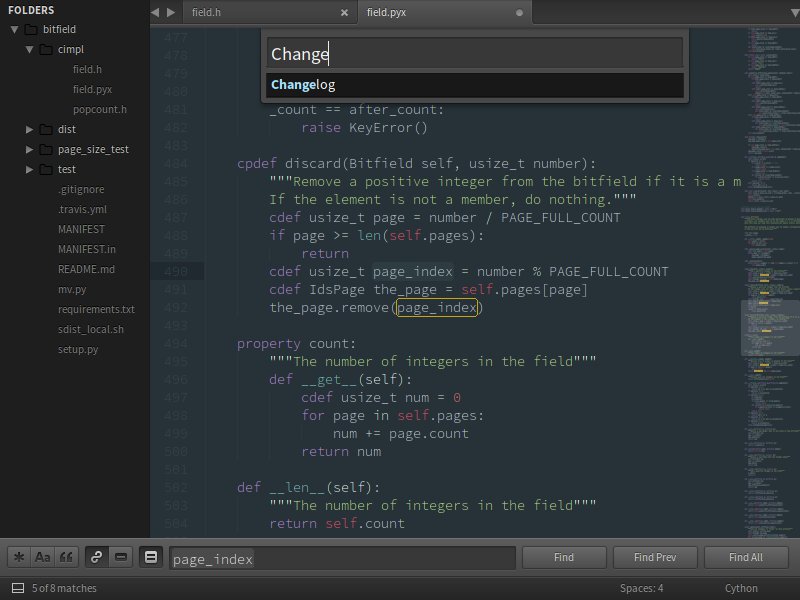 FOLDERS
bitfield
cimpl
field.h
field.pyx
popcount.h
dist
page_size_test
test
.gitignore
.travis.yml
MANIFEST
MANIFEST.in
README.md
mv.py
requirements.txt
sdist_local.sh
setup.py
field.h
field.pyx
Change
Changelog
477
478
479
480
481 _count == after_count:
482 raise KeyError()
483
484 cpdef discard(Bitfield self, usize_t number):
485 """Remove a positive integer from the bitfield if it is a m
486 If the element is not a member, do nothing."""
487 cdef usize_t page = number / PAGE_FULL_COUNT
488 if page >= len(self.pages):
489 return
490 cdef usize_t page_index = number % PAGE_FULL_COUNT
491 cdef IdsPage the_page = self.pages[page]
492 the_page.remove(page_index)
493
494 property count:
495 """The number of integers in the field"""
496 def __get__(self):
497 cdef usize_t num = 0
498 for page in self.pages:
499 num += page.count
500 return num
501
502 def __len__(self):
503 """The number of integers in the field"""
504 return self.count
Aa
page_index
Find
Find Prev
Find All
5 of 8 matches
Spaces: 4
Cython